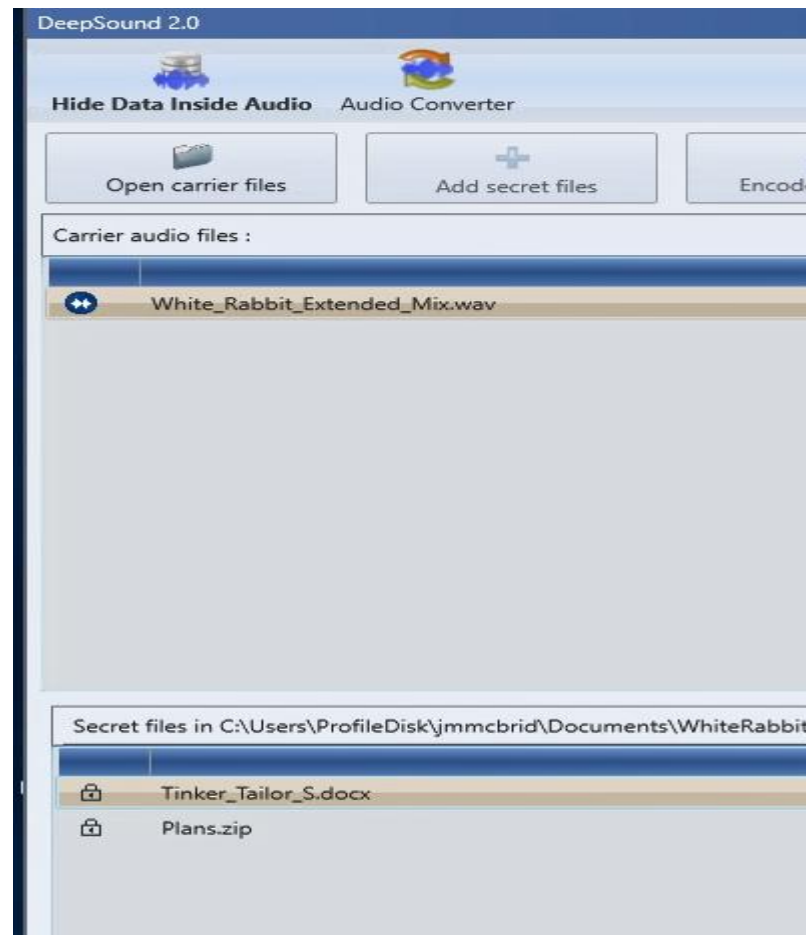 DeepSound 2.0
Hide Data Inside Audio Audio Converter
Open carrier files Add secret files
Carrier audio files :
White_Rabbit_Extended_Mix.wav
Secret files in C:\Users\ProfileDisk\jmmcbrid\Documents\WhiteRabbit
Tinker_Tailor_S.docx
Plans.zip